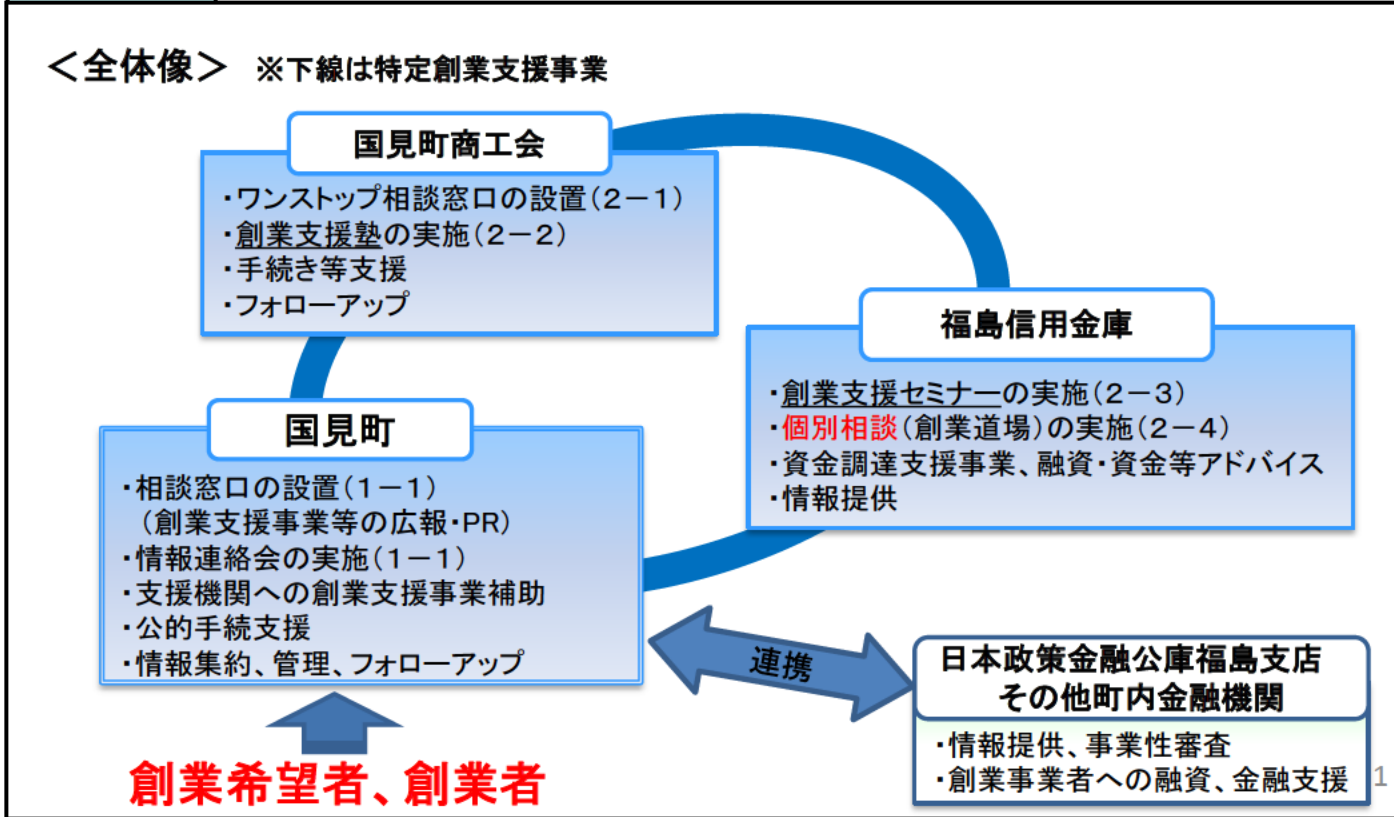 ＜全体像＞ ※下線は特定創業支援事業
国見町商工会
・ワンストップ相談窓口の設置(2－1)
・創業支援塾の実施(2－2)
・手続き等支援
・フォローアップ
福島信用金庫
・創業支援セミナーの実施(2－3)
・個別相談(創業道場)の実施(2－4)
・資金調達支援事業、融資・資金等アドバイス
・情報提供
国見町
・相談窓口の設置(1－1)
(創業支援事業等の広報・PR)
・情報連絡会の実施(1－1)
・支援機関への創業支援事業補助
・公的手続支援
・情報集約、管理、フォローアップ
連携
日本政策金融公庫福島支店
その他町内金融機関
・情報提供、事業性審査
・創業事業者への融資、金融支援
創業希望者、創業者
1